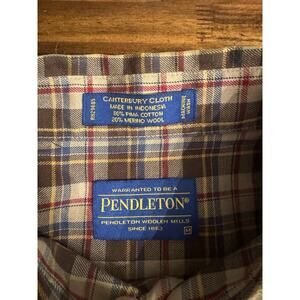 CANTERBURY CLOTH
MADE IN INDONESIA
80% PIMA COTTON
20% MERINO WOOL
WARRANTED TO BE A
PENDLETON®
PENDLETON WOOLEN MILLS
SINCE 1863
M